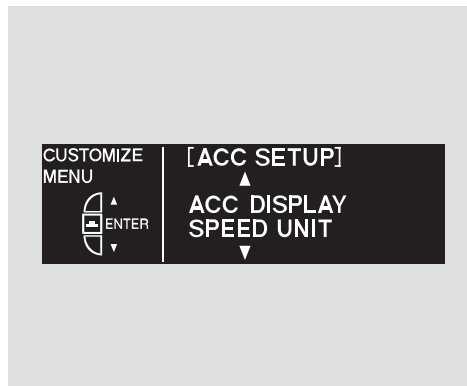 CUSTOMIZE
MENU
ENTER
[ACC SETUP]
ACC DISPLAY
SPEED UNIT